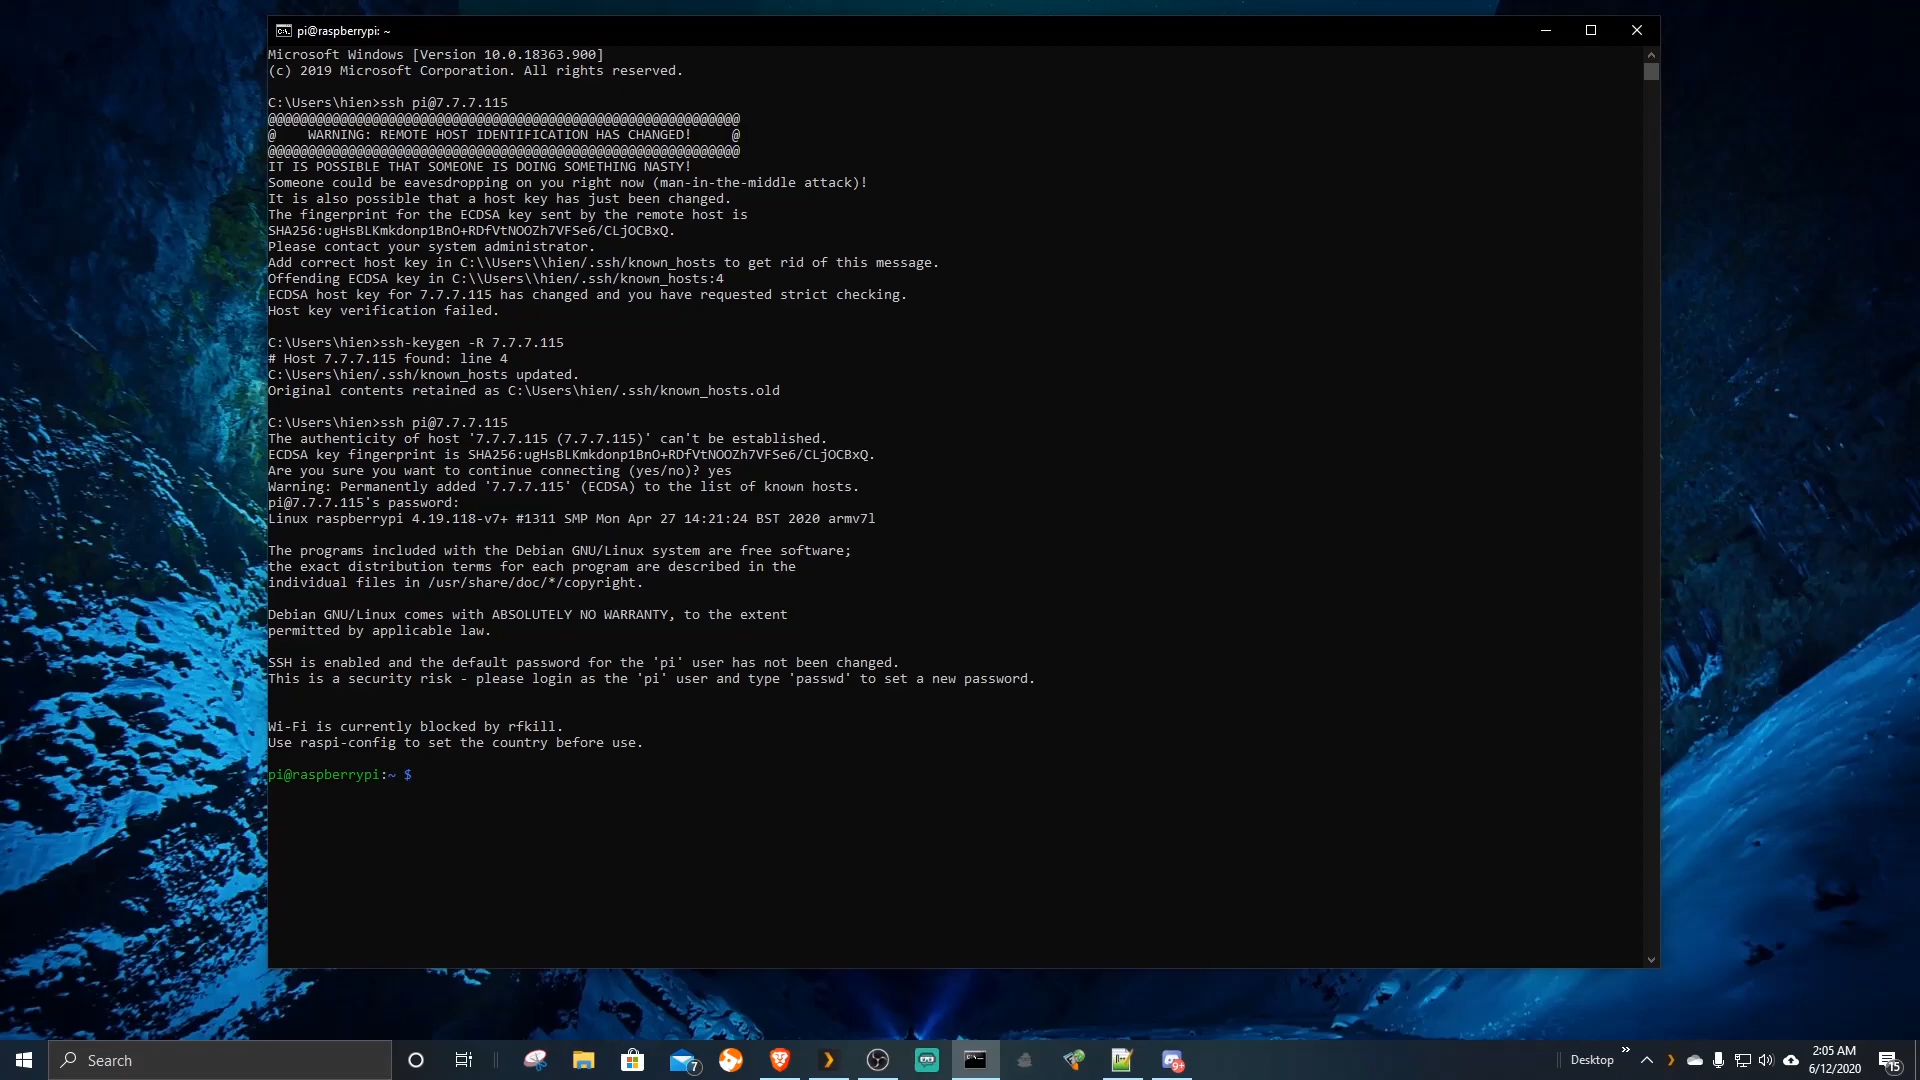 pi@raspberrypi: ~
Microsoft Windows [Version 10.0.18363.900]
(c) 2019 Microsoft Corporation. All rights reserved.
C:\Users\hien>ssh pi@7.7.7.115
@@@@@@@@@@@@@@@@@@@@@@@@@@@@@@@@@@@@@@@@@@@@@@@@@@@@@@@@@@@
@    WARNING: REMOTE HOST IDENTIFICATION HAS CHANGED!     @
@@@@@@@@@@@@@@@@@@@@@@@@@@@@@@@@@@@@@@@@@@@@@@@@@@@@@@@@@@@
IT IS POSSIBLE THAT SOMEONE IS DOING SOMETHING NASTY!
Someone could be eavesdropping on you right now (man-in-the-middle attack)!
It is also possible that a host key has just been changed.
The fingerprint for the ECDSA key sent by the remote host is
SHA256:ugHsBLKmkdonp1BnO+RDfVtNOOZh7VFSe6/CLjOCBxQ.
Please contact your system administrator.
Add correct host key in C:\\Users\\hien/.ssh/known_hosts to get rid of this message.
Offending ECDSA key in C:\\Users\\hien/.ssh/known_hosts:4
ECDSA host key for 7.7.7.115 has changed and you have requested strict checking.
Host key verification failed.
C:\Users\hien>ssh-keygen -R 7.7.7.115
# Host 7.7.7.115 found: line 4
C:\Users\hien/.ssh/known_hosts updated.
Original contents retained as C:\Users\hien/.ssh/known_hosts.old
C:\Users\hien>ssh pi@7.7.7.115
The authenticity of host '7.7.7.115 (7.7.7.115)' can't be established.
ECDSA key fingerprint is SHA256:ugHsBLKmkdonp1BnO+RDfVtNOOZh7VFSe6/CLjOCBxQ.
Are you sure you want to continue connecting (yes/no)? yes
Warning: Permanently added '7.7.7.115' (ECDSA) to the list of known hosts.
pi@7.7.7.115's password:
Linux raspberrypi 4.19.118-v7+ #1311 SMP Mon Apr 27 14:21:24 BST 2020 armv7l
The programs included with the Debian GNU/Linux system are free software;
the exact distribution terms for each program are described in the
individual files in /usr/share/doc/*/copyright.
Debian GNU/Linux comes with ABSOLUTELY NO WARRANTY, to the extent
permitted by applicable law.
SSH is enabled and the default password for the 'pi' user has not been changed.
This is a security risk - please login as the 'pi' user and type 'passwd' to set a new password.
Wi-Fi is currently blocked by rfkill.
Use raspi-config to set the country before use.
pi@raspberrypi:~ $
Search
7
9+
Desktop
2:05 AM
6/12/2020
15